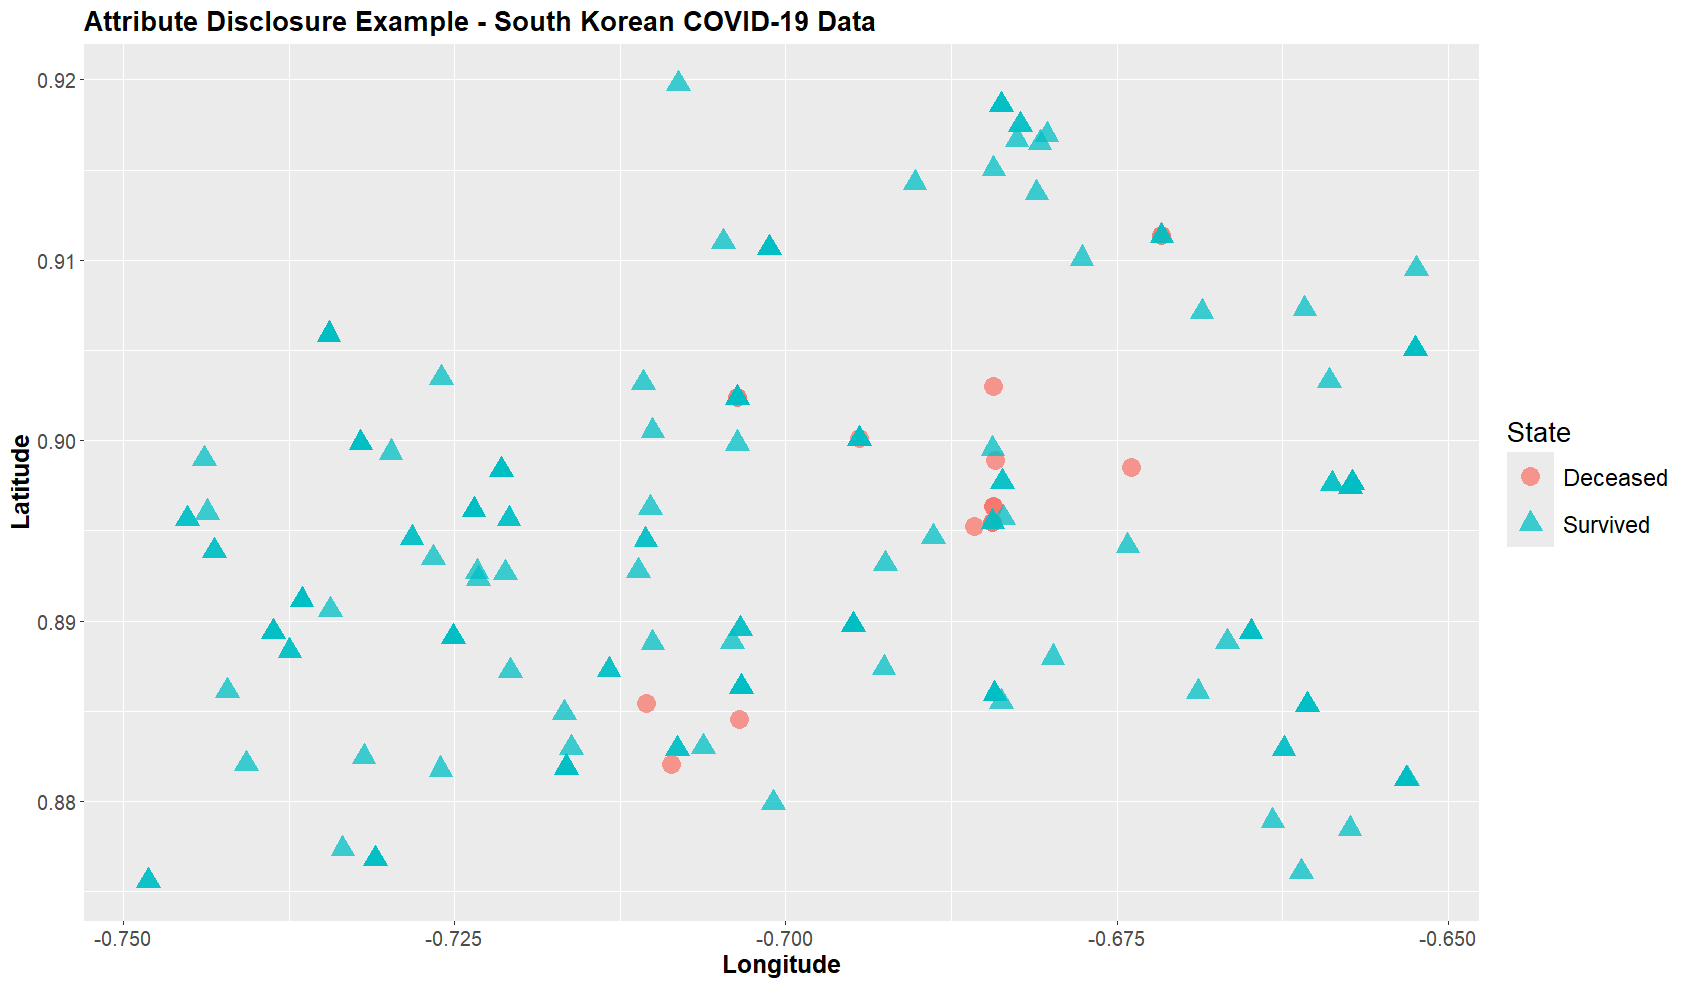 Attribute Disclosure Example - South Korean COVID-19 Data
0.92
0.91
0.90
0.89
0.88
Latitude
-0.750
-0.725
-0.700
-0.675
-0.650
Longitude
State
Deceased
Survived